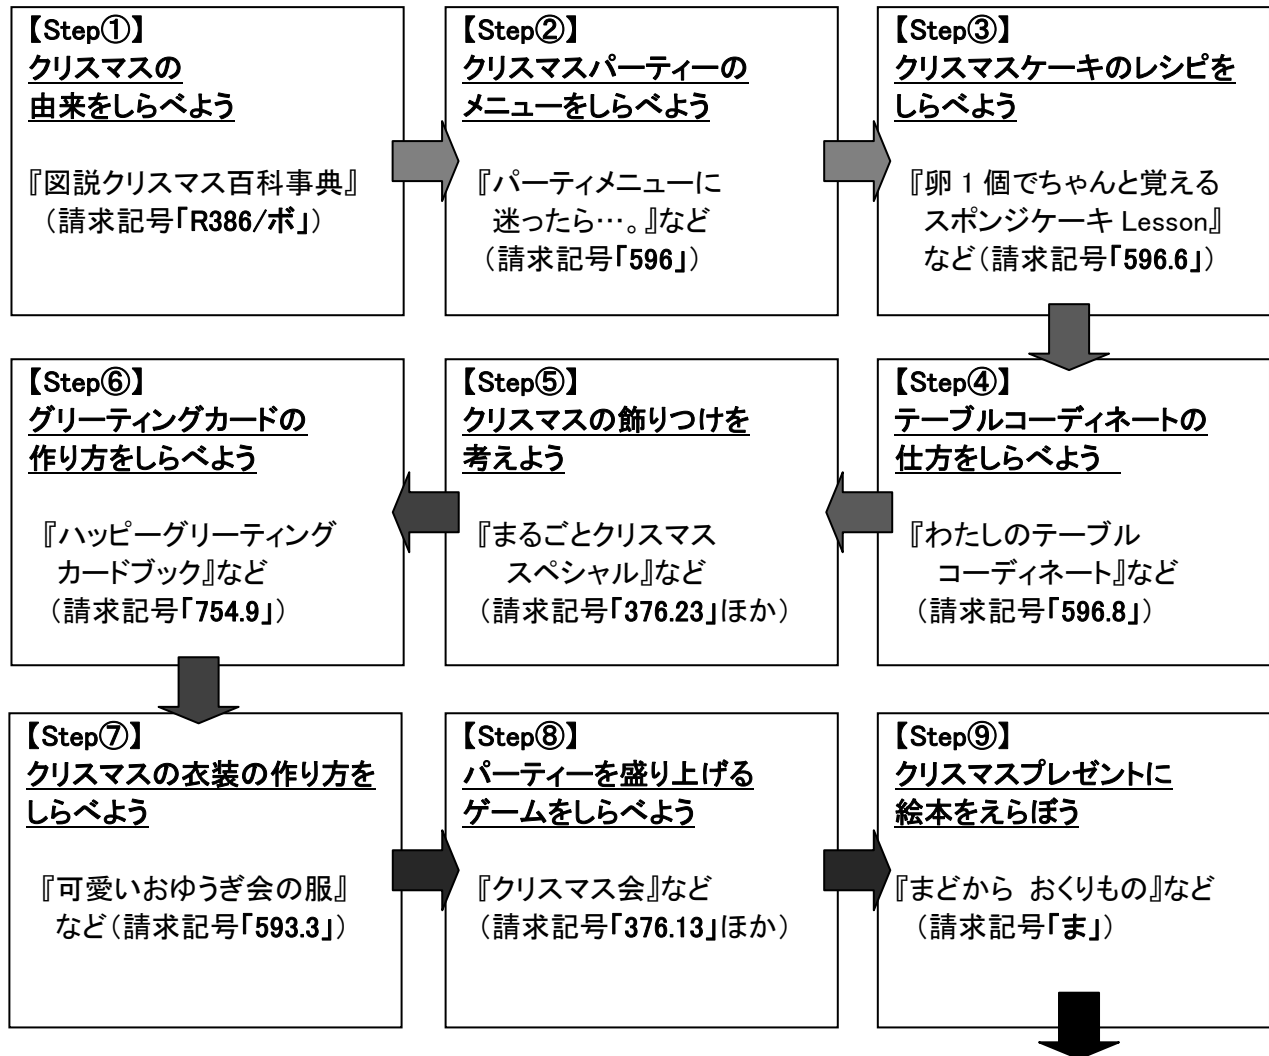 【Step①】
クリスマスの
由来をしらべよう
『図説クリスマス百科事典』
(請求記号「R386/ボ」)
【Step②】
クリスマスパーティーの
メニューをしらべよう
『パーティメニューに
迷ったら…。』など
(請求記号「596」)
【Step③】
クリスマスケーキのレシピを
しらべよう
『卵1個でちゃんと覚える
スポンジケーキ Lesson』
など(請求記号「596.6」)
【Step④】
テーブルコーディネートの
仕方をしらべよう
『わたしのテーブル
コーディネート』など
(請求記号「596.8」)
【Step⑤】
クリスマスの飾りつけを
考えよう
『まるごとクリスマス
スペシャル』など
(請求記号「376.23」ほか)
【Step⑥】
グリーティングカードの
作り方をしらべよう
『ハッピーグリーティング
カードブック』など
(請求記号「754.9」)
【Step⑦】
クリスマスの衣装の作り方を
しらべよう
『可愛いおゆうぎ会の服』
など(請求記号「593.3」)
【Step⑧】
パーティーを盛り上げる
ゲームをしらべよう
『クリスマス会』など
(請求記号「376.13」ほか)
【Step⑨】
クリスマスプレゼントに
絵本をえらぼう
『まどから おくりもの』など
(請求記号「ま」)